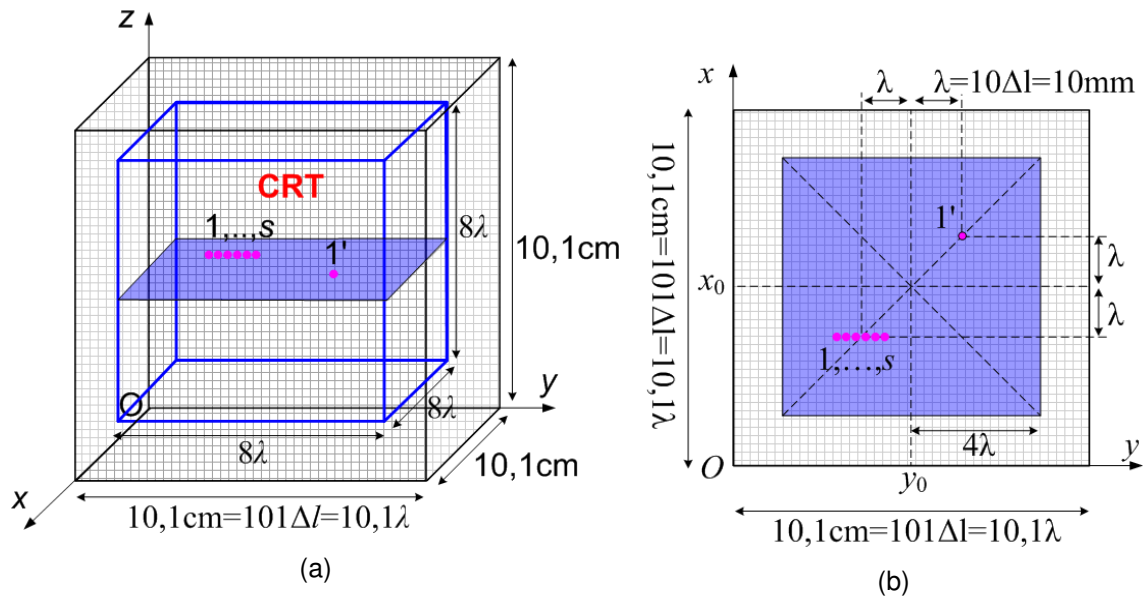 z
CRT
1,..,s
1'
8λ
10,1cm
O
y
8λ
8λ
10,1cm
x
10,1cm=101Δl=10,1λ
(a)
x
λ
λ=10Δl=10mm
10,1cm=101Δl=10,1λ
1'
λ
x₀
λ
1,...,s
4λ
O
y₀
y
10,1cm=101Δl=10,1λ
(b)